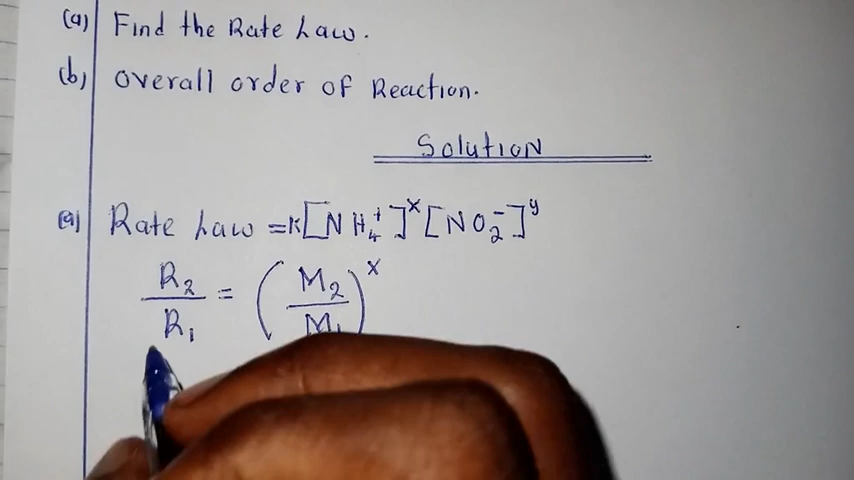 (a) Find the Rate Law.
(b) Overall order of Reaction.
Solution
(a) Rate Law = K[NH₄⁺]ˣ[NO₂⁻]ʸ
R₂/R₁ = (M₂/M₁)ˣ